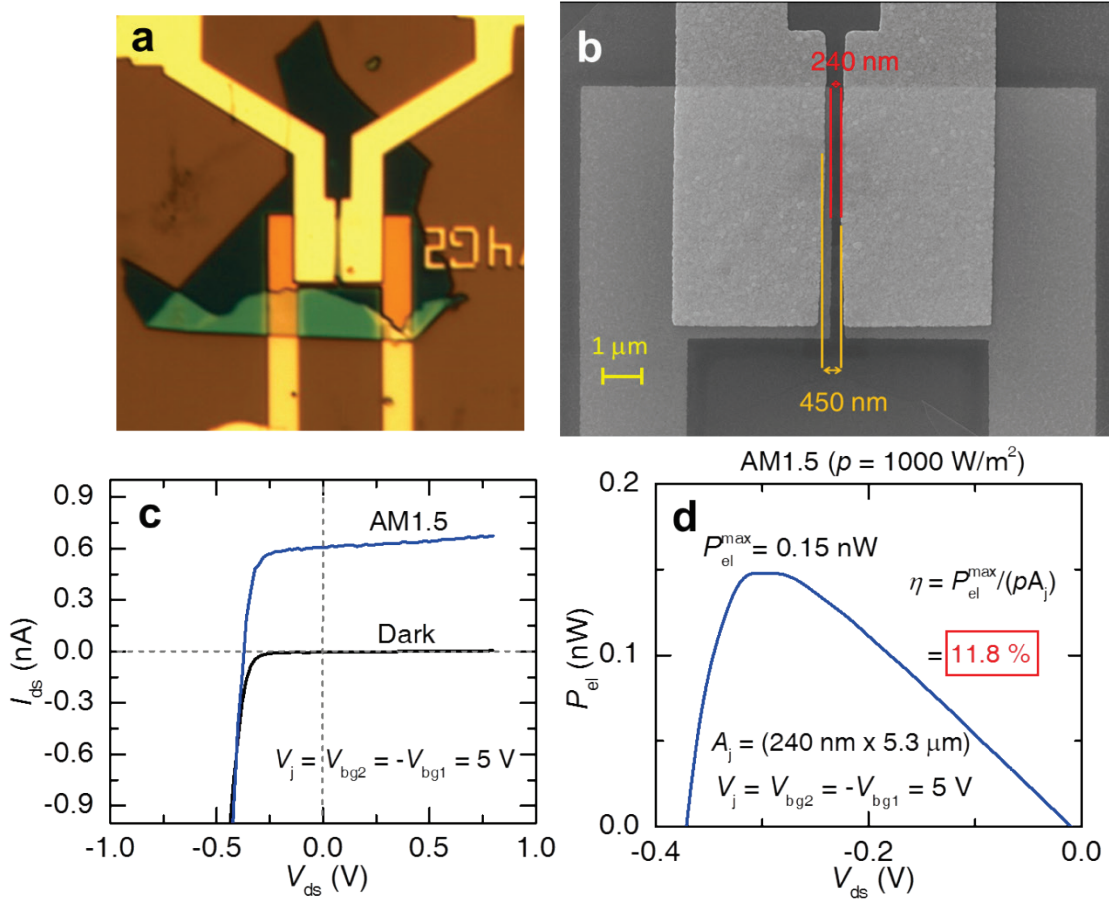 a
ԶhGS
b
240 nm
1 μm
450 nm
c
AM1.5
Dark
V_j = V_bg2 = -V_bg1 = 5 V
I_ds (nA)
0.9
0.6
0.3
0.0
-0.3
-0.6
-0.9
-1.0 -0.5 0.0 0.5 1.0
V_ds (V)
AM1.5 (p = 1000 W/m²)
d
P_el^max = 0.15 nW
η = P_el^max/(pA_j)
= 11.8 %
A_j = (240 nm x 5.3 μm)
V_j = V_bg2 = -V_bg1 = 5 V
P_el (nW)
0.2
0.1
0.0
-0.4 -0.2 0.0
V_ds (V)